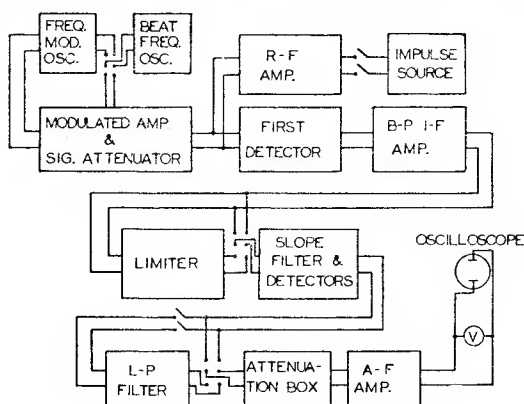 FREQ.
MOD.
OSC.
BEAT
FREQ.
OSC.
R-F
AMP.
IMPULSE
SOURCE
MODULATED AMP.
&
SIG. ATTENUATOR
FIRST
DETECTOR
B-P I-F
AMP.
LIMITER
SLOPE
FILTER &
DETECTORS
OSCILLOSCOPE
V
L-P
FILTER
ATTENUA-
TION BOX
A-F
AMP.